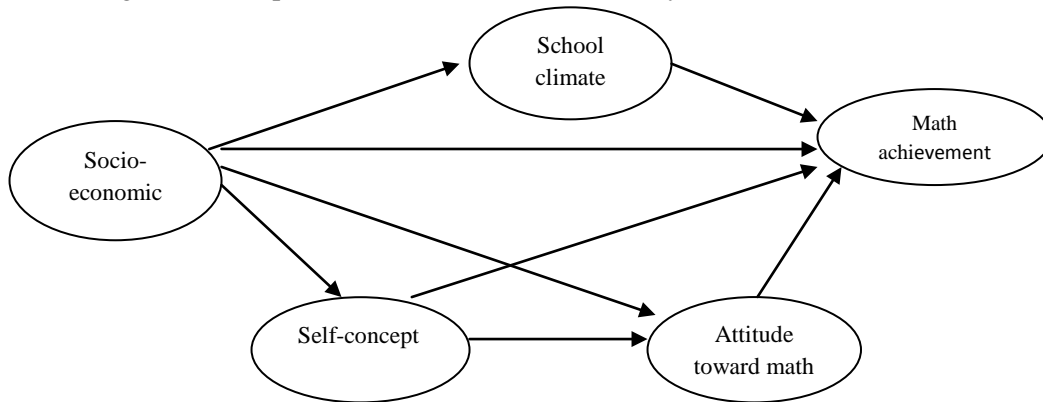 School
climate
Math
achievement
Socio-
economic
Self-concept
Attitude
toward math